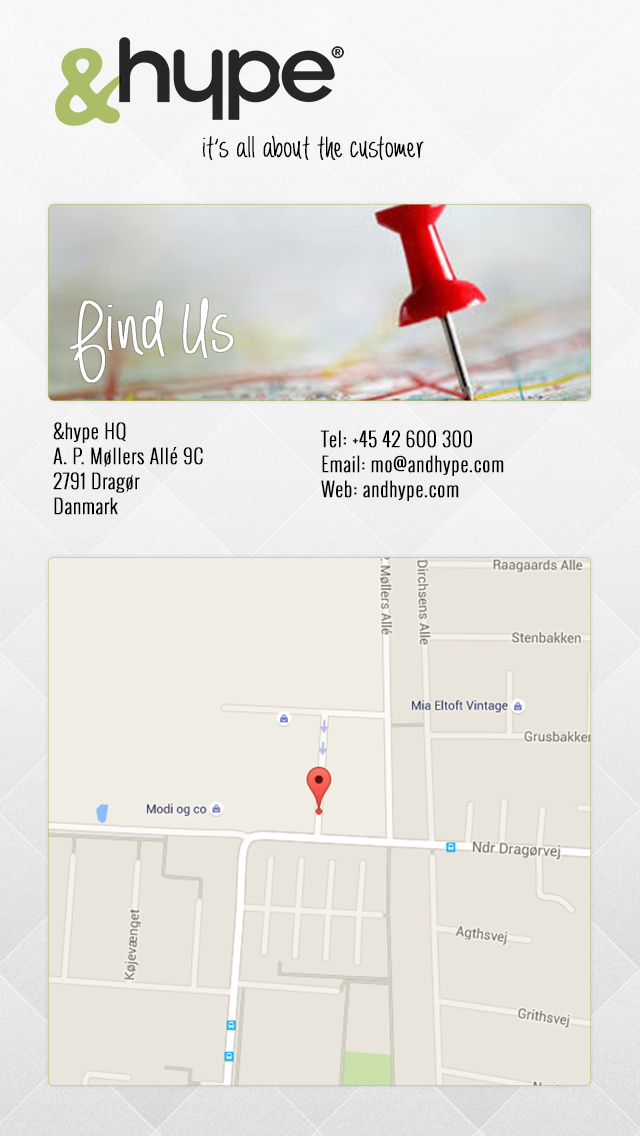 &hype®
it's all about the customer
find Us
&hype HQ
A. P. Møllers Allé 9C
2791 Dragør
Danmark
Tel: +45 42 600 300
Email: mo@andhype.com
Web: andhype.com
P. Møllers Allé
Dirchsens Alle
Raagaards Alle
Stenbakken
Mia Eltoft Vintage
Grusbakken
Modi og co
Ndr Dragørvej
Køjevænget
Agthsvej
Grithsvej